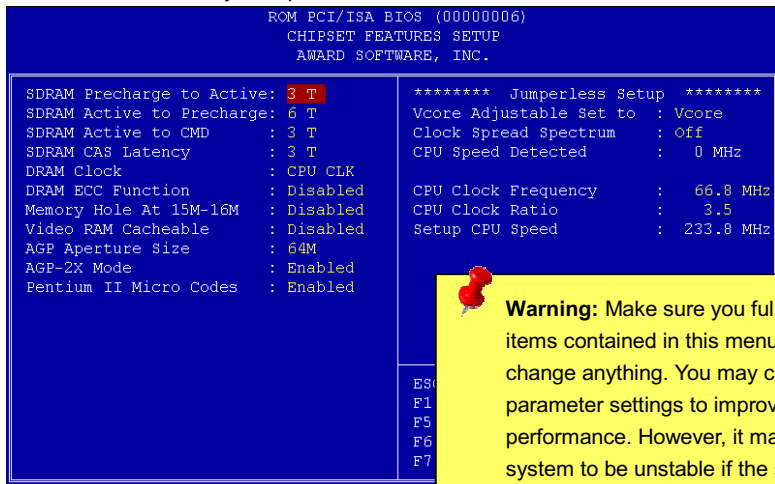 ROM PCI/ISA BIOS (00000006)
CHIPSET FEATURES SETUP
AWARD SOFTWARE, INC.
SDRAM Precharge to Active: 3 T
SDRAM Active to Precharge: 6 T
SDRAM Active to CMD : 3 T
SDRAM CAS Latency : 3 T
DRAM Clock : CPU CLK
DRAM ECC Function : Disabled
Memory Hole At 15M-16M : Disabled
Video RAM Cacheable : Disabled
AGP Aperture Size : 64M
AGP-2X Mode : Enabled
Pentium II Micro Codes : Enabled
******** Jumperless Setup ********
Vcore Adjustable Set to : Vcore
Clock Spread Spectrum : Off
CPU Speed Detected : 0 MHz
CPU Clock Frequency : 66.8 MHz
CPU Clock Ratio : 3.5
Setup CPU Speed : 233.8 MHz
ESC
F1
F5
F6
F7
Warning: Make sure you ful
items contained in this menu
change anything. You may c
parameter settings to improv
performance. However, it ma
system to be unstable if the